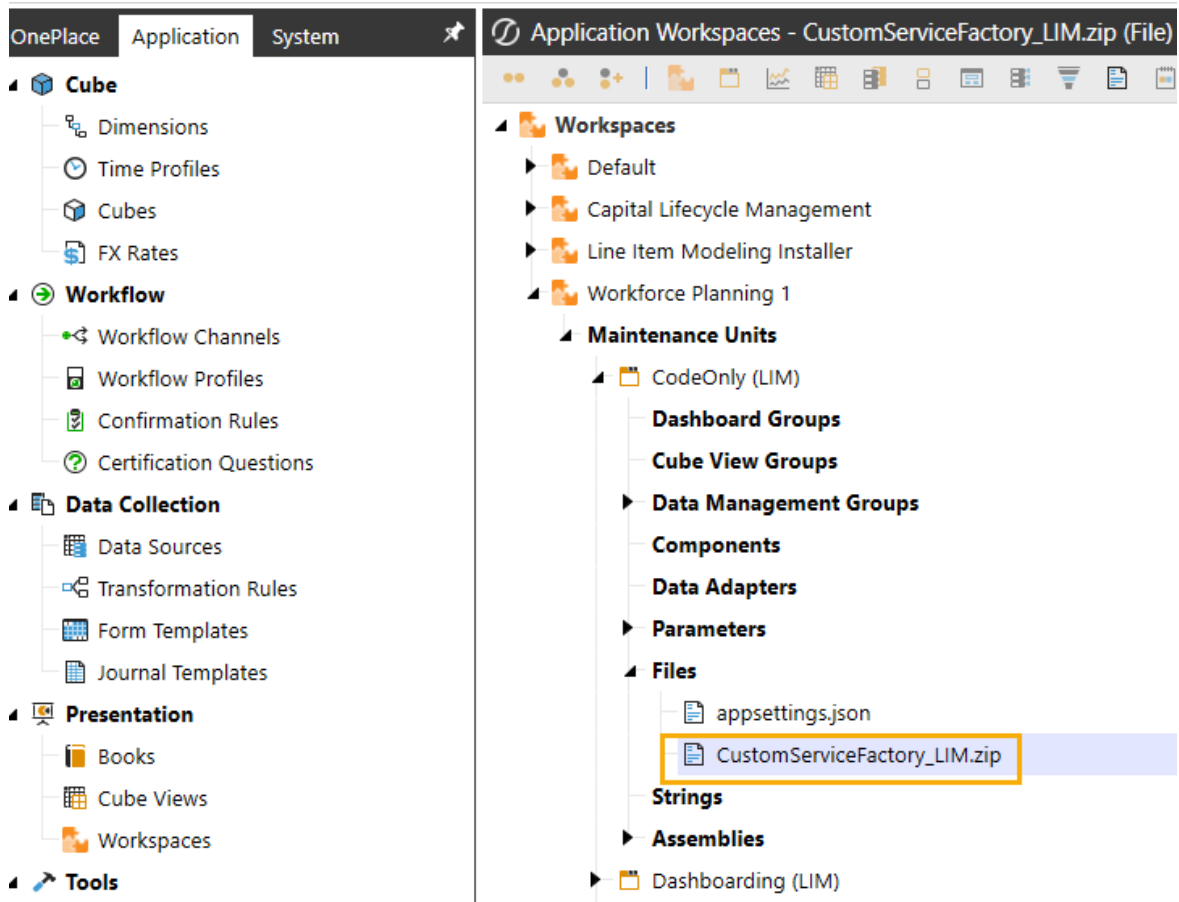 OnePlace Application System
Cube
Dimensions
Time Profiles
Cubes
FX Rates
Workflow
Workflow Channels
Workflow Profiles
Confirmation Rules
Certification Questions
Data Collection
Data Sources
Transformation Rules
Form Templates
Journal Templates
Presentation
Books
Cube Views
Workspaces
Tools
Application Workspaces - CustomServiceFactory_LIM.zip (File)
Workspaces
Default
Capital Lifecycle Management
Line Item Modeling Installer
Workforce Planning 1
Maintenance Units
CodeOnly (LIM)
Dashboard Groups
Cube View Groups
Data Management Groups
Components
Data Adapters
Parameters
Files
appsettings.json
CustomServiceFactory_LIM.zip
Strings
Assemblies
Dashboarding (LIM)